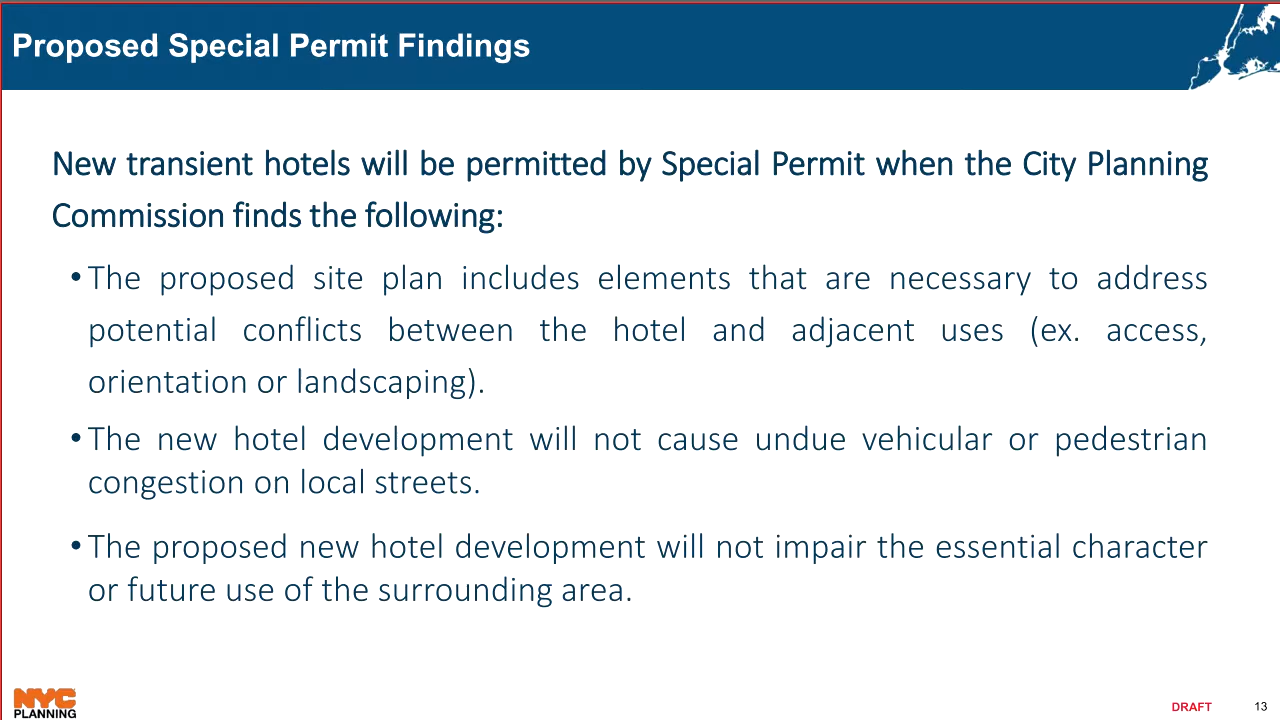 Proposed Special Permit Findings
New transient hotels will be permitted by Special Permit when the City Planning
Commission finds the following:
• The proposed site plan includes elements that are necessary to address
potential conflicts between the hotel and adjacent uses (ex. access,
orientation or landscaping).
• The new hotel development will not cause undue vehicular or pedestrian
congestion on local streets.
• The proposed new hotel development will not impair the essential character
or future use of the surrounding area.
NYC
PLANNING
DRAFT 13